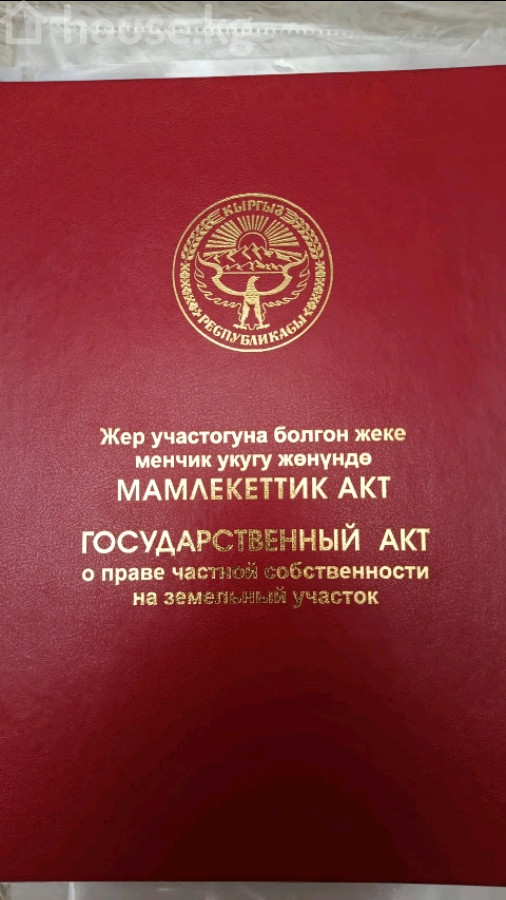 house.kg
КЫРГЫЗ
РЕСПУБЛИКАСЫ
Жер участогуна болгон жеке
менчик укугу жөнүндө
МАМЛЕКЕТТИК АКТ
ГОСУДАРСТВЕННЫЙ АКТ
о праве частной собственности
на земельный участок